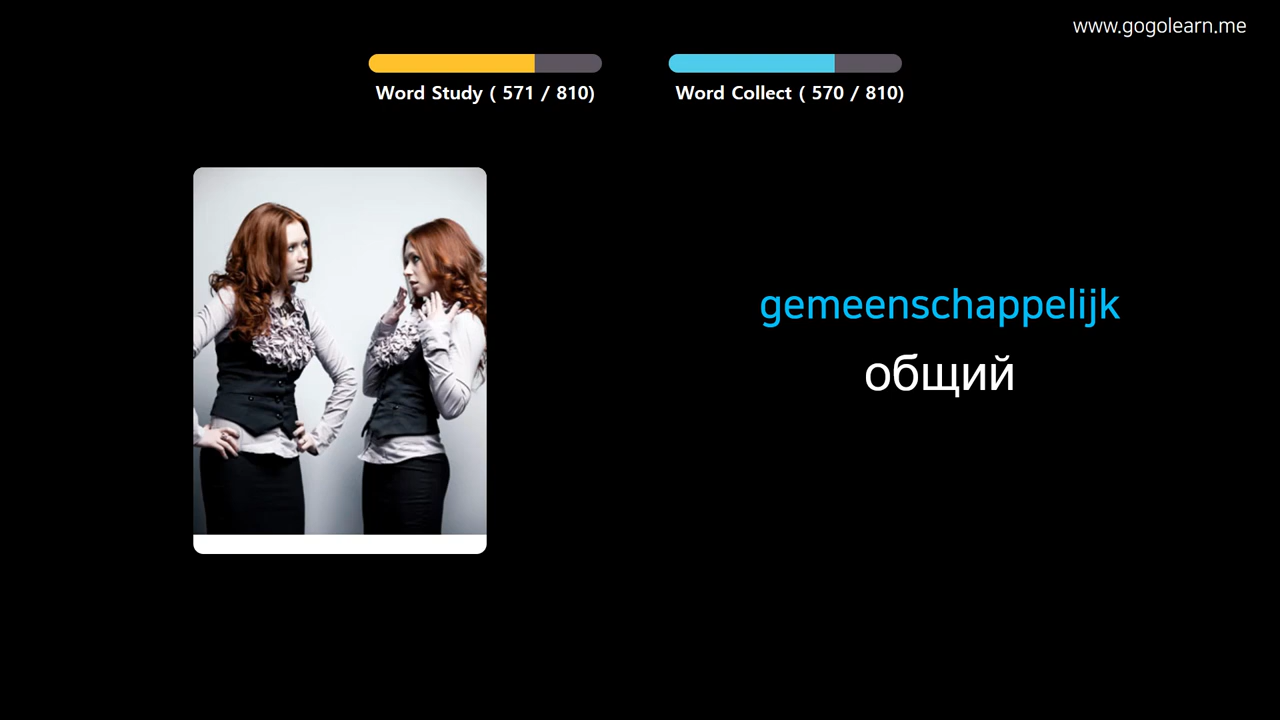 www.gogolearn.me
Word Study ( 571 / 810)
Word Collect ( 570 / 810)
gemeenschappelijk
общий